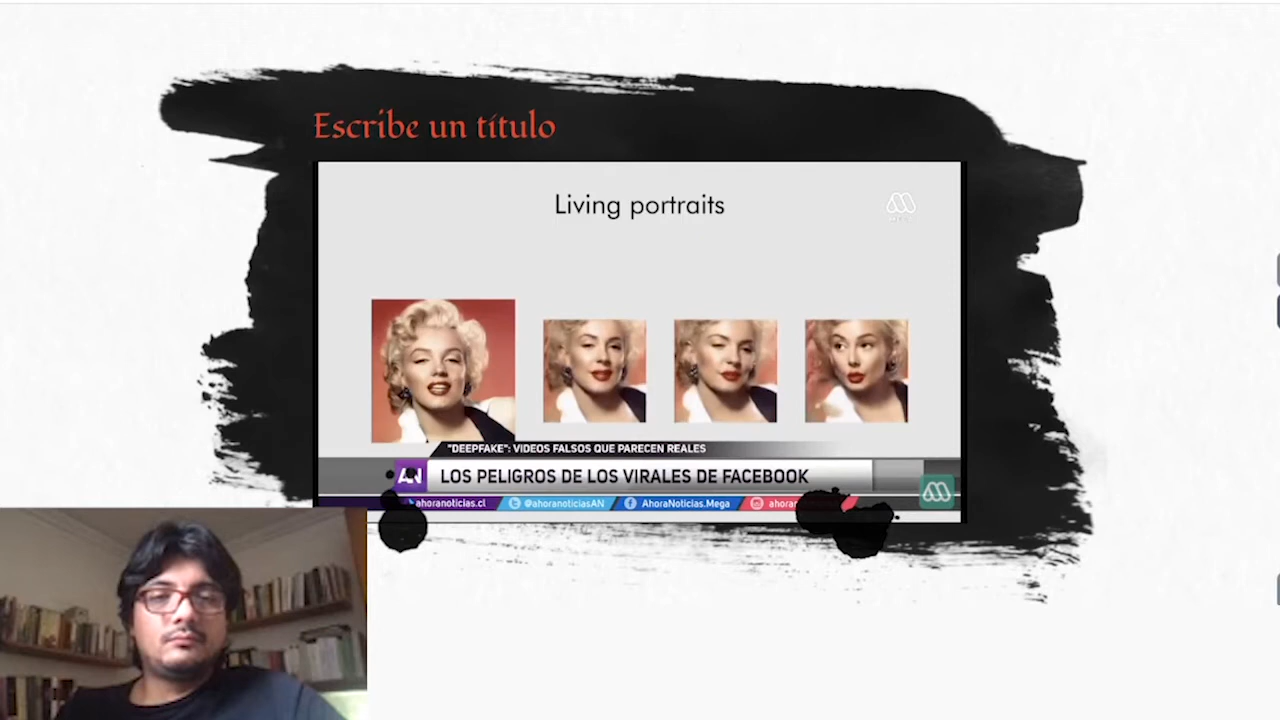 Escribe un título
Living portraits
"DEEPFAKE": VIDEOS FALSOS QUE PARECEN REALES
AN LOS PELIGROS DE LOS VIRALES DE FACEBOOK
ahoranoticias.cl @ahoranoticiasAN AhoraNoticias.Mega